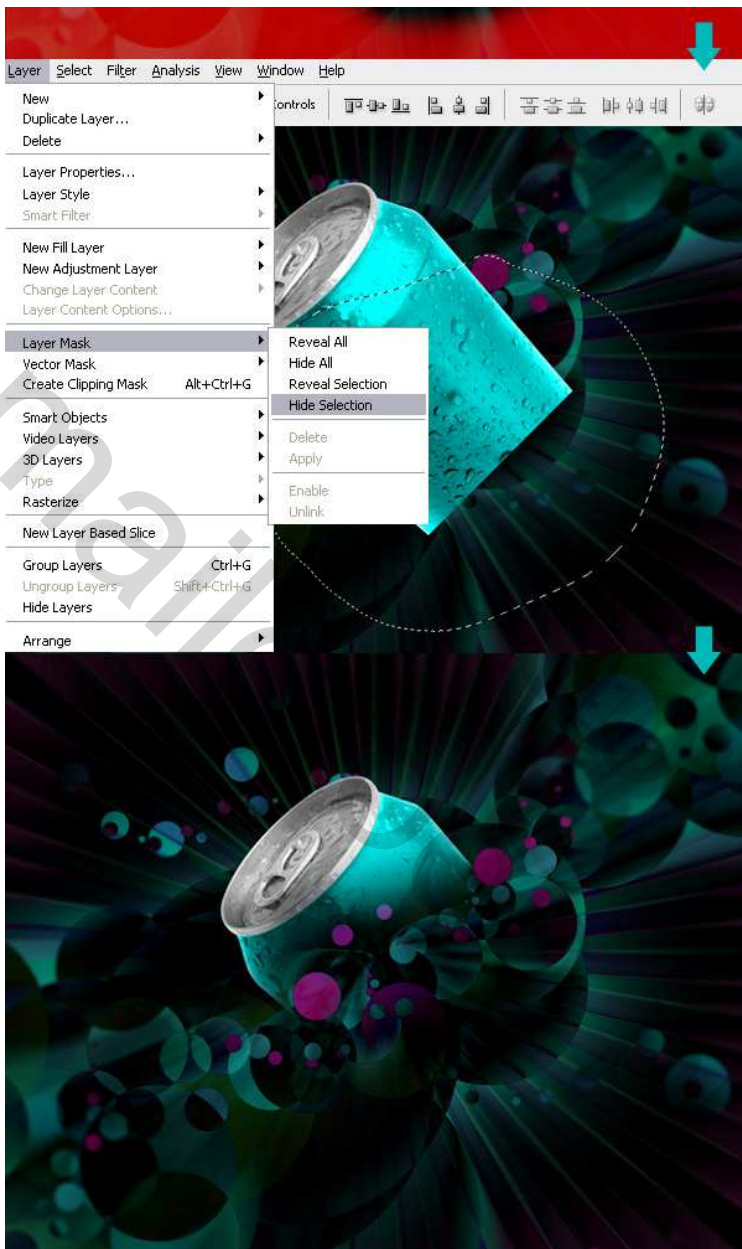 Layer Select Filter Analysis View Window Help
New
Duplicate Layer...
Delete
Controls
Layer Properties...
Layer Style
Smart Filter
New Fill Layer
New Adjustment Layer
Change Layer Content
Layer Content Options...
Layer Mask
Vector Mask
Create Clipping Mask Alt+Ctrl+G
Reveal All
Hide All
Reveal Selection
Hide Selection
Delete
Apply
Enable
Unlink
Smart Objects
Video Layers
3D Layers
Type
Rasterize
New Layer Based Slice
Group Layers Ctrl+G
Ungroup Layers Shift+Ctrl+G
Hide Layers
Arrange